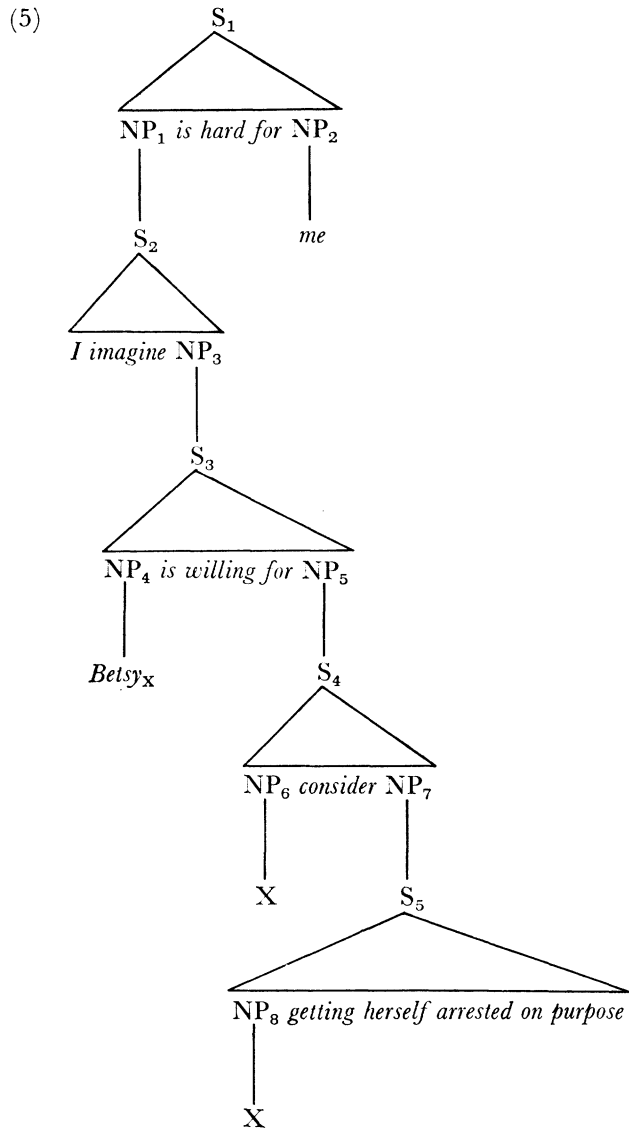 (5)
S₁
NP₁ is hard for NP₂
S₂
me
I imagine NP₃
S₃
NP₄ is willing for NP₅
Betsyₓ
S₄
NP₆ consider NP₇
X
S₅
NP₈ getting herself arrested on purpose
X